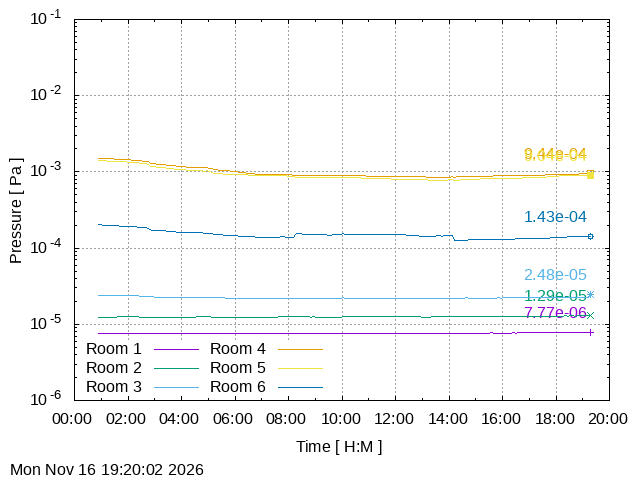 10^-1
10^-2
10^-3
10^-4
10^-5
10^-6
Pressure [ Pa ]
9.44e-04
1.43e-04
2.48e-05
1.29e-05
7.77e-06
Room 1 Room 4
Room 2 Room 5
Room 3 Room 6
00:00 02:00 04:00 06:00 08:00 10:00 12:00 14:00 16:00 18:00 20:00
Time [ H:M ]
Mon Nov 16 19:20:02 2026